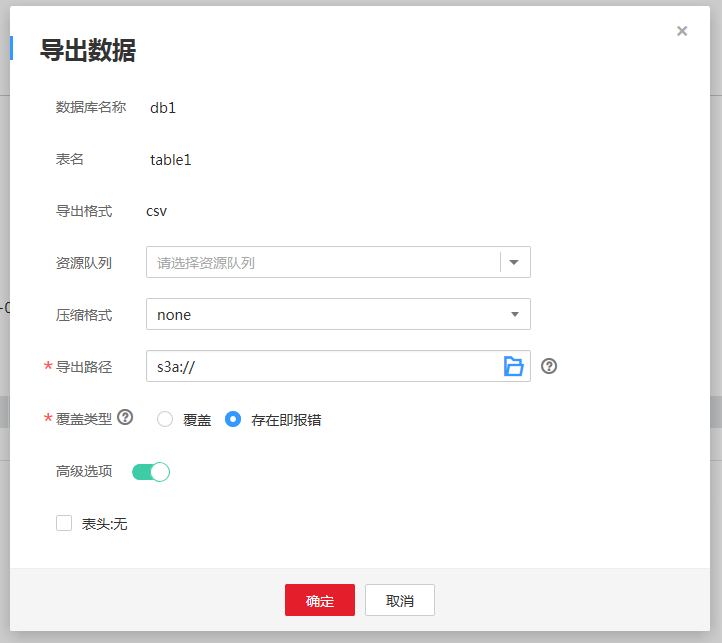 导出数据
×
数据库名称 db1
表名 table1
导出格式 csv
资源队列 请选择资源队列
压缩格式 none
*导出路径 s3a:// ?
*覆盖类型 ? 覆盖 存在即报错
高级选项
表头:无
确定 取消